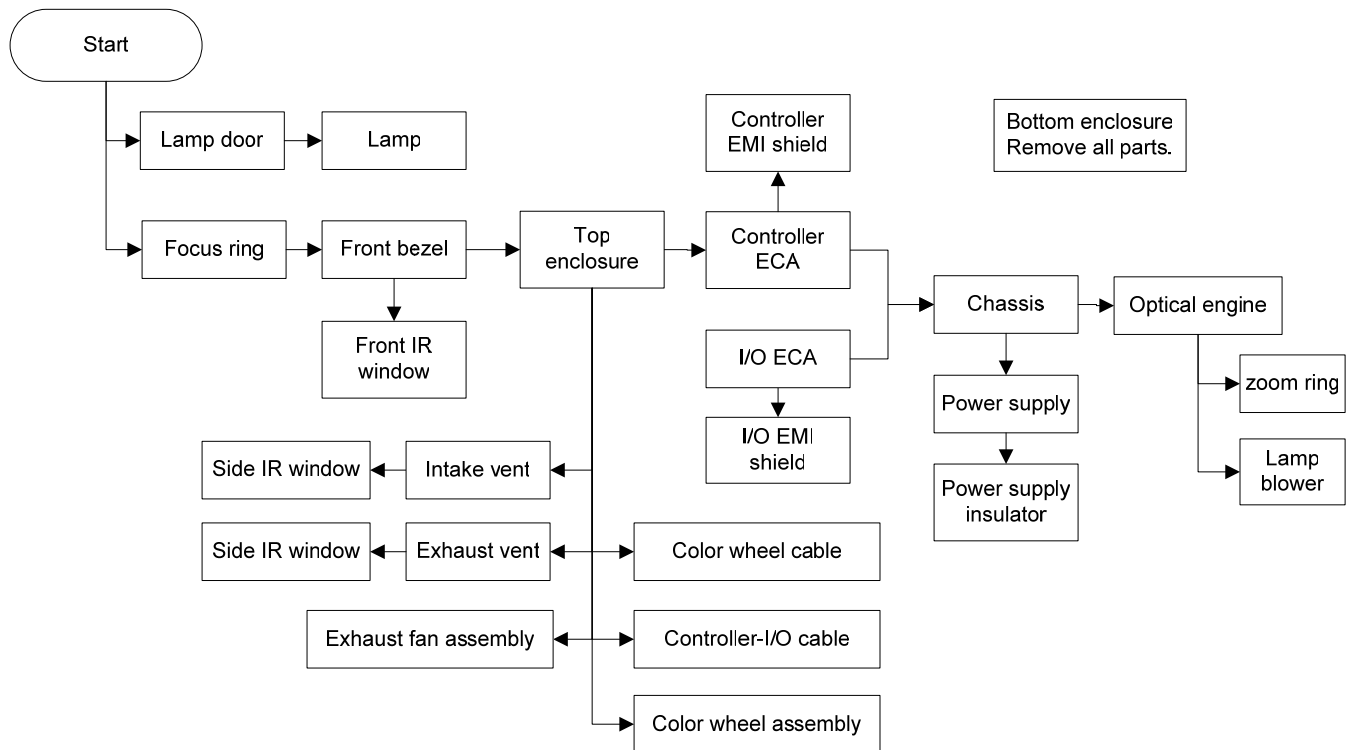 Start
Lamp door
Lamp
Controller
EMI shield
Bottom enclosure
Remove all parts.
Focus ring
Front bezel
Top
enclosure
Controller
ECA
Chassis
Optical engine
Front IR
window
I/O ECA
Power supply
zoom ring
I/O EMI
shield
Side IR window
Intake vent
Lamp
blower
Power supply
insulator
Side IR window
Exhaust vent
Color wheel cable
Exhaust fan assembly
Controller-I/O cable
Color wheel assembly